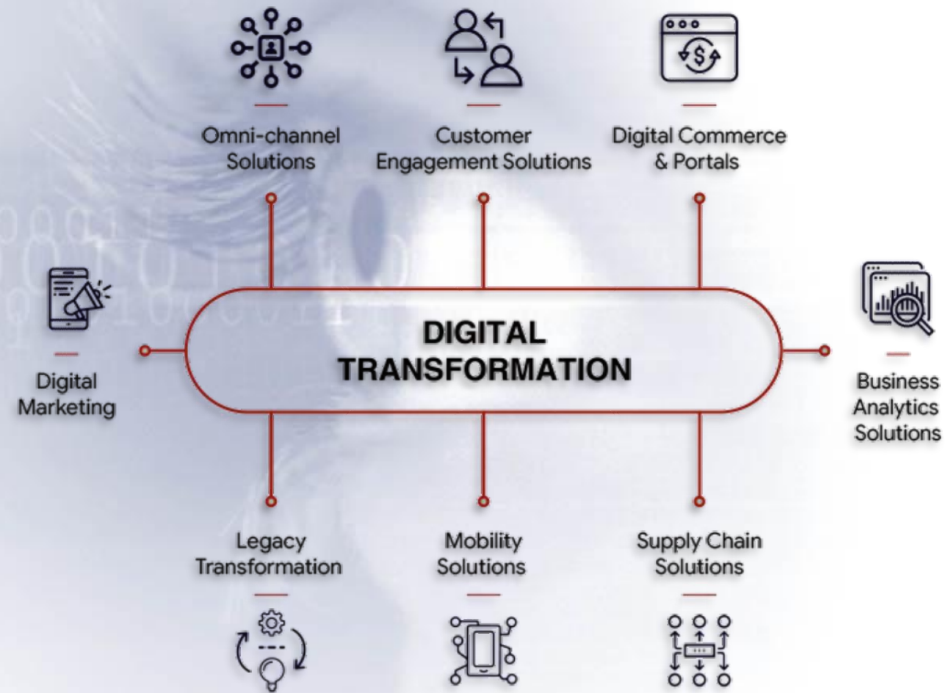 Omni-channel
Solutions
Customer
Engagement Solutions
Digital Commerce
& Portals
Digital
Marketing
DIGITAL
TRANSFORMATION
Business
Analytics
Solutions
Legacy
Transformation
Mobility
Solutions
Supply Chain
Solutions